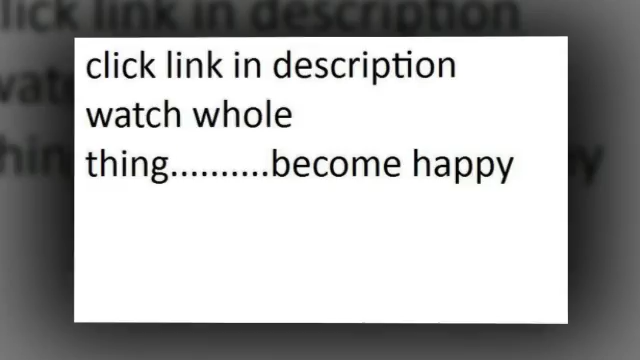 click link in description
watch whole
thing..........become happy